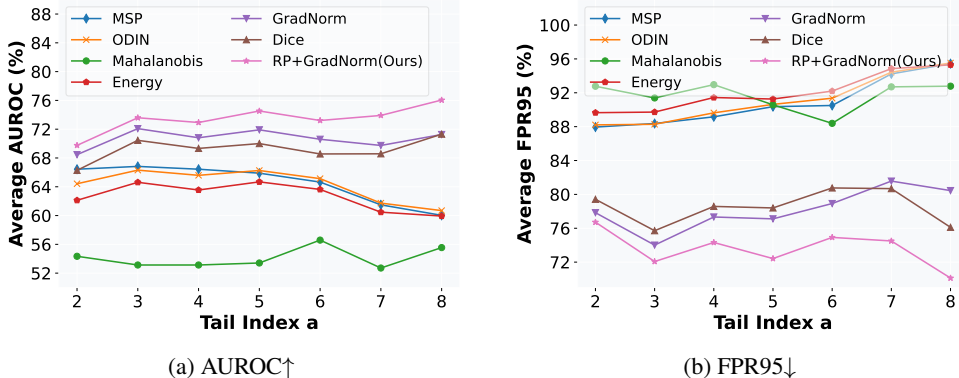 88
84
80
76
72
68
64
60
56
52
Average AUROC (%)
MSP
ODIN
Mahalanobis
Energy
GradNorm
Dice
RP+GradNorm(Ours)
2 3 4 5 6 7 8
Tail Index a
(a) AUROC↑
100
96
92
88
84
80
76
72
Average FPR95 (%)
MSP
ODIN
Mahalanobis
Energy
GradNorm
Dice
RP+GradNorm(Ours)
2 3 4 5 6 7 8
Tail Index a
(b) FPR95↓